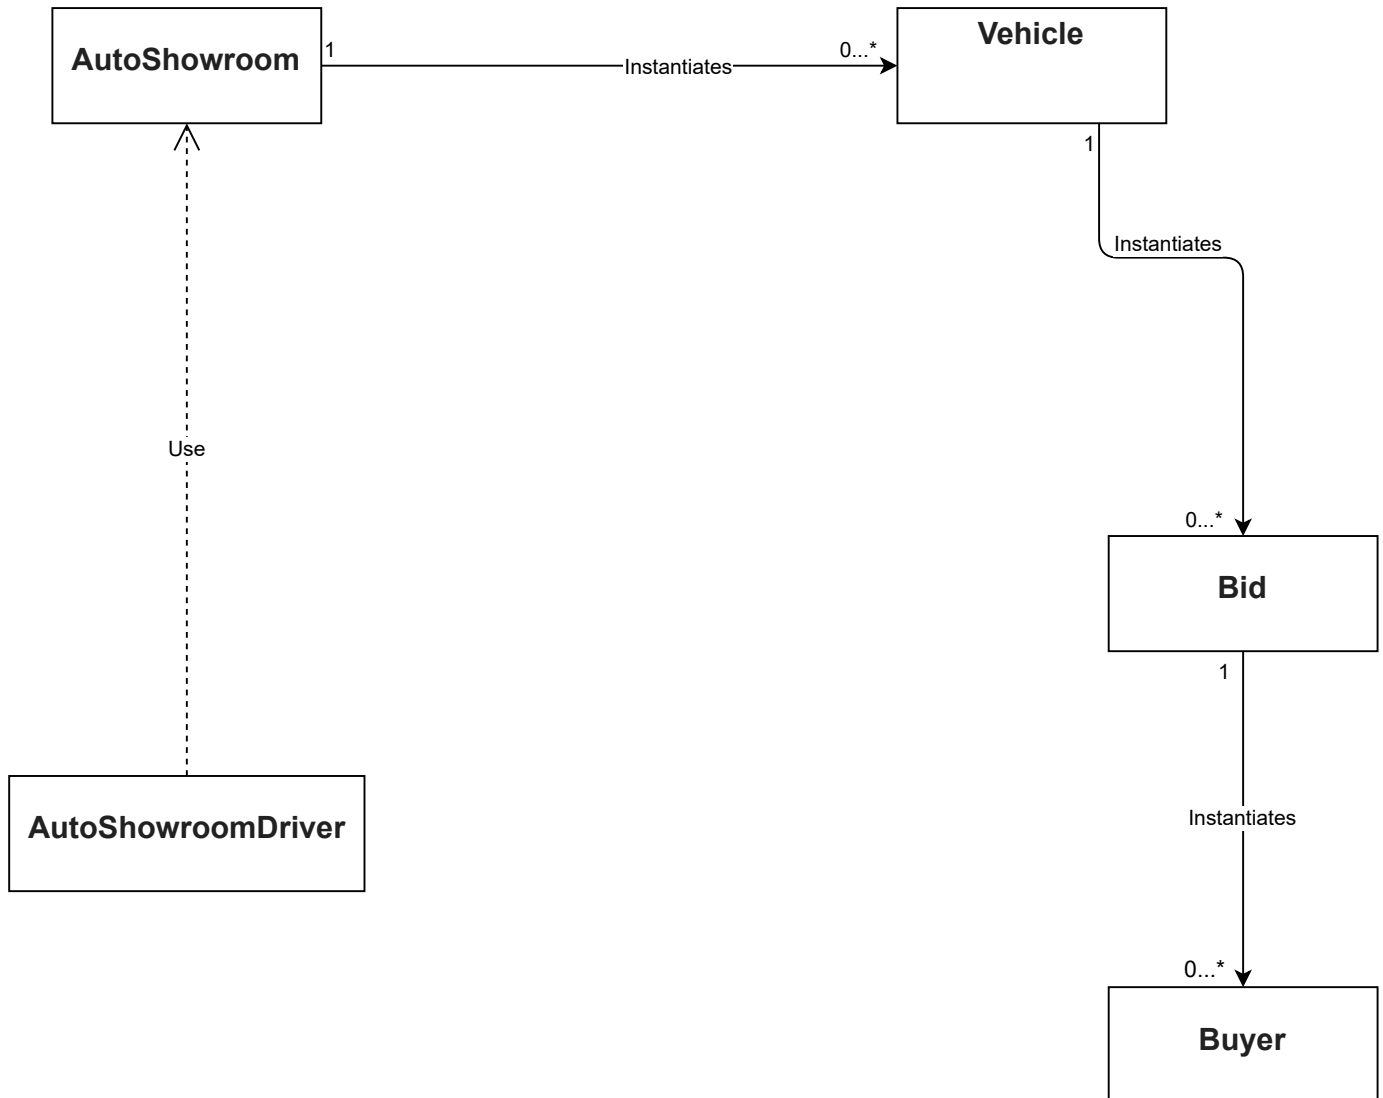 AutoShowroom
1
Instantiates
0...*
Vehicle
1
Instantiates
0...*
Bid
1
Instantiates
0...*
Buyer
Use
AutoShowroomDriver